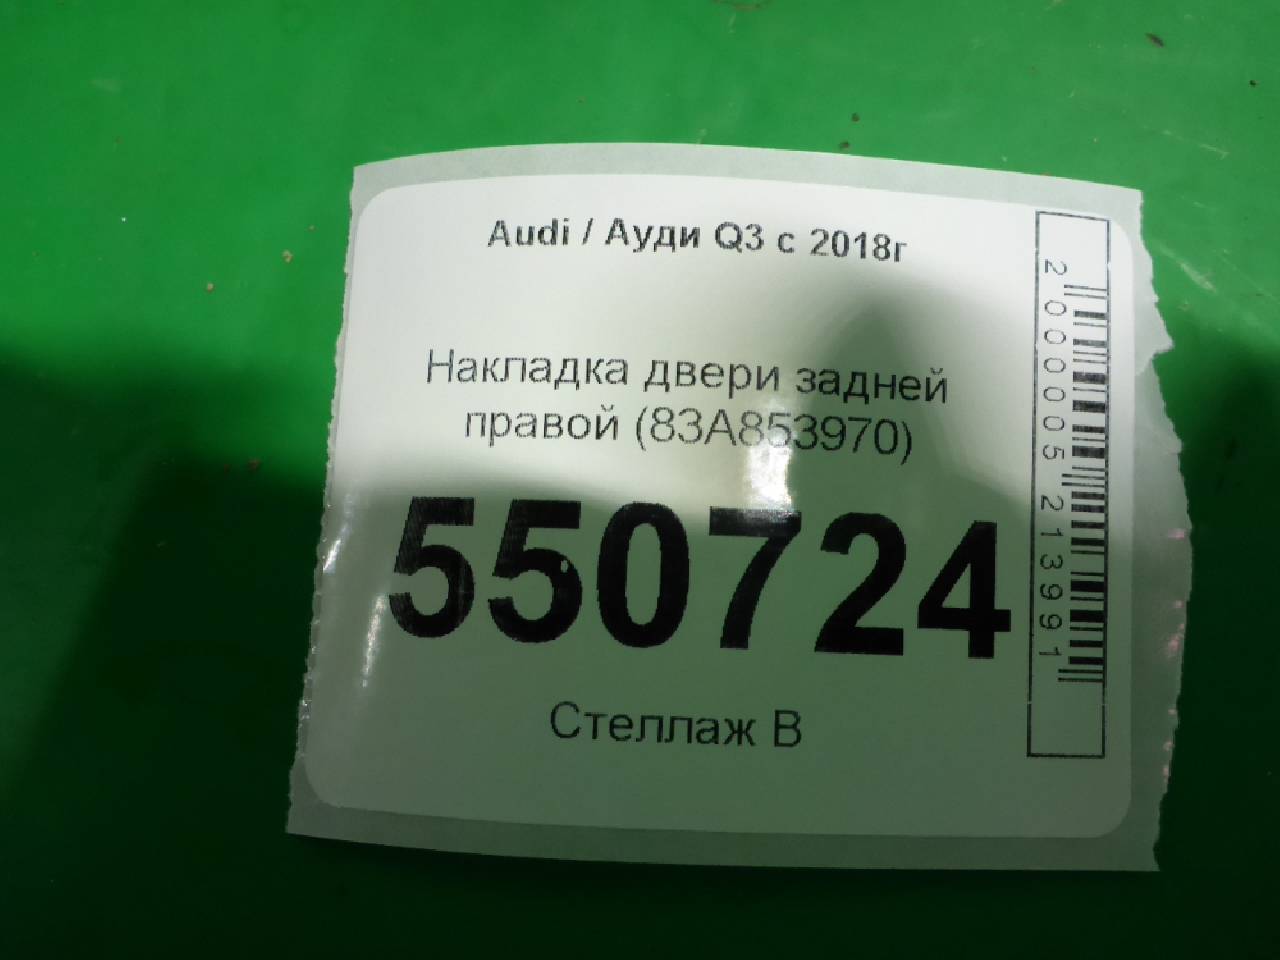 Audi / Ауди Q3 с 2018г
Накладка двери задней
правой (83A853970)
550724
Стеллаж В
2000005213991